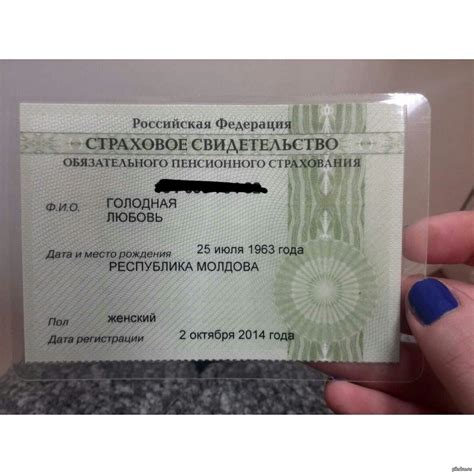 Российская Федерация
СТРАХОВОЕ СВИДЕТЕЛЬСТВО
ОБЯЗАТЕЛЬНОГО ПЕНСИОННОГО СТРАХОВАНИЯ
Ф.И.О. ГОЛОДНАЯ
ЛЮБОВЬ
Дата и место рождения 25 июля 1963 года
РЕСПУБЛИКА МОЛДОВА
Пол женский
Дата регистрации 2 октября 2014 года